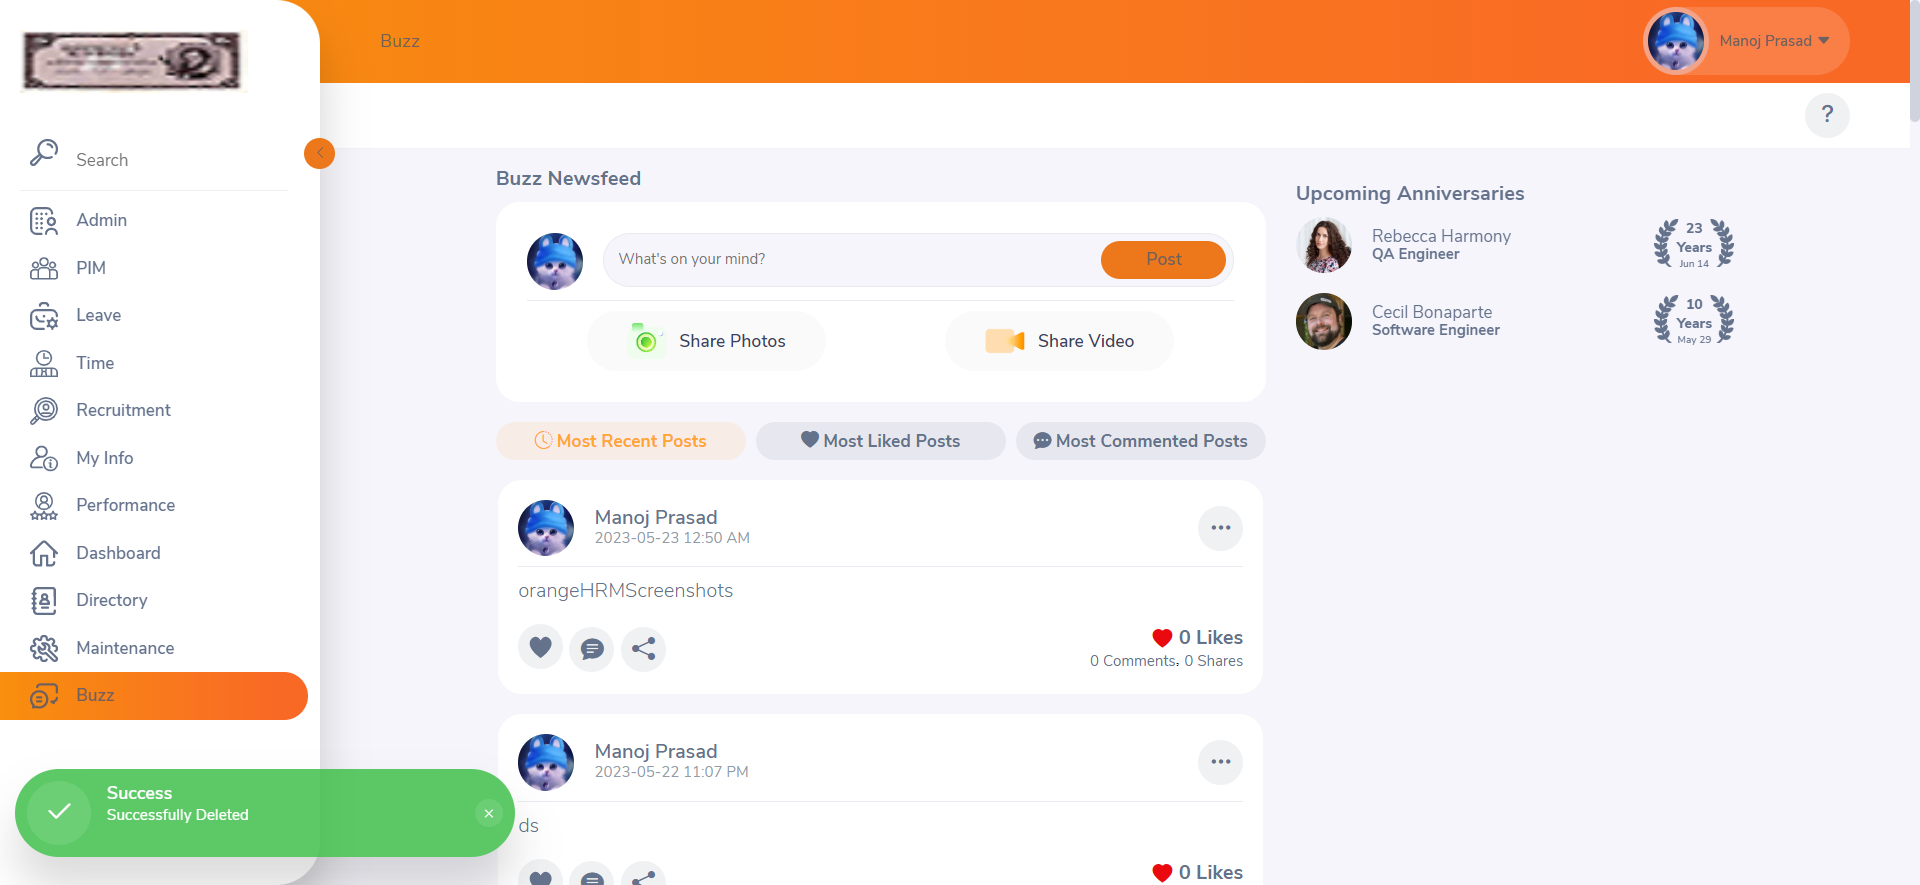 Buzz
Manoj Prasad
?
Search
Admin
PIM
Leave
Time
Recruitment
My Info
Performance
Dashboard
Directory
Maintenance
Buzz
Buzz Newsfeed
What's on your mind?
Post
Share Photos
Share Video
Most Recent Posts
Most Liked Posts
Most Commented Posts
Manoj Prasad
2023-05-23 12:50 AM
orangeHRMScreenshots
0 Likes
0 Comments, 0 Shares
Manoj Prasad
2023-05-22 11:07 PM
ds
0 Likes
Upcoming Anniversaries
Rebecca Harmony
QA Engineer
23
Years
Jun 14
Cecil Bonaparte
Software Engineer
10
Years
May 29
Success
Successfully Deleted